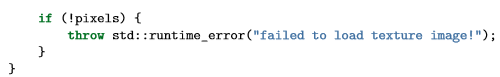 if (!pixels) {
throw std::runtime_error("failed to load texture image!");
}
}